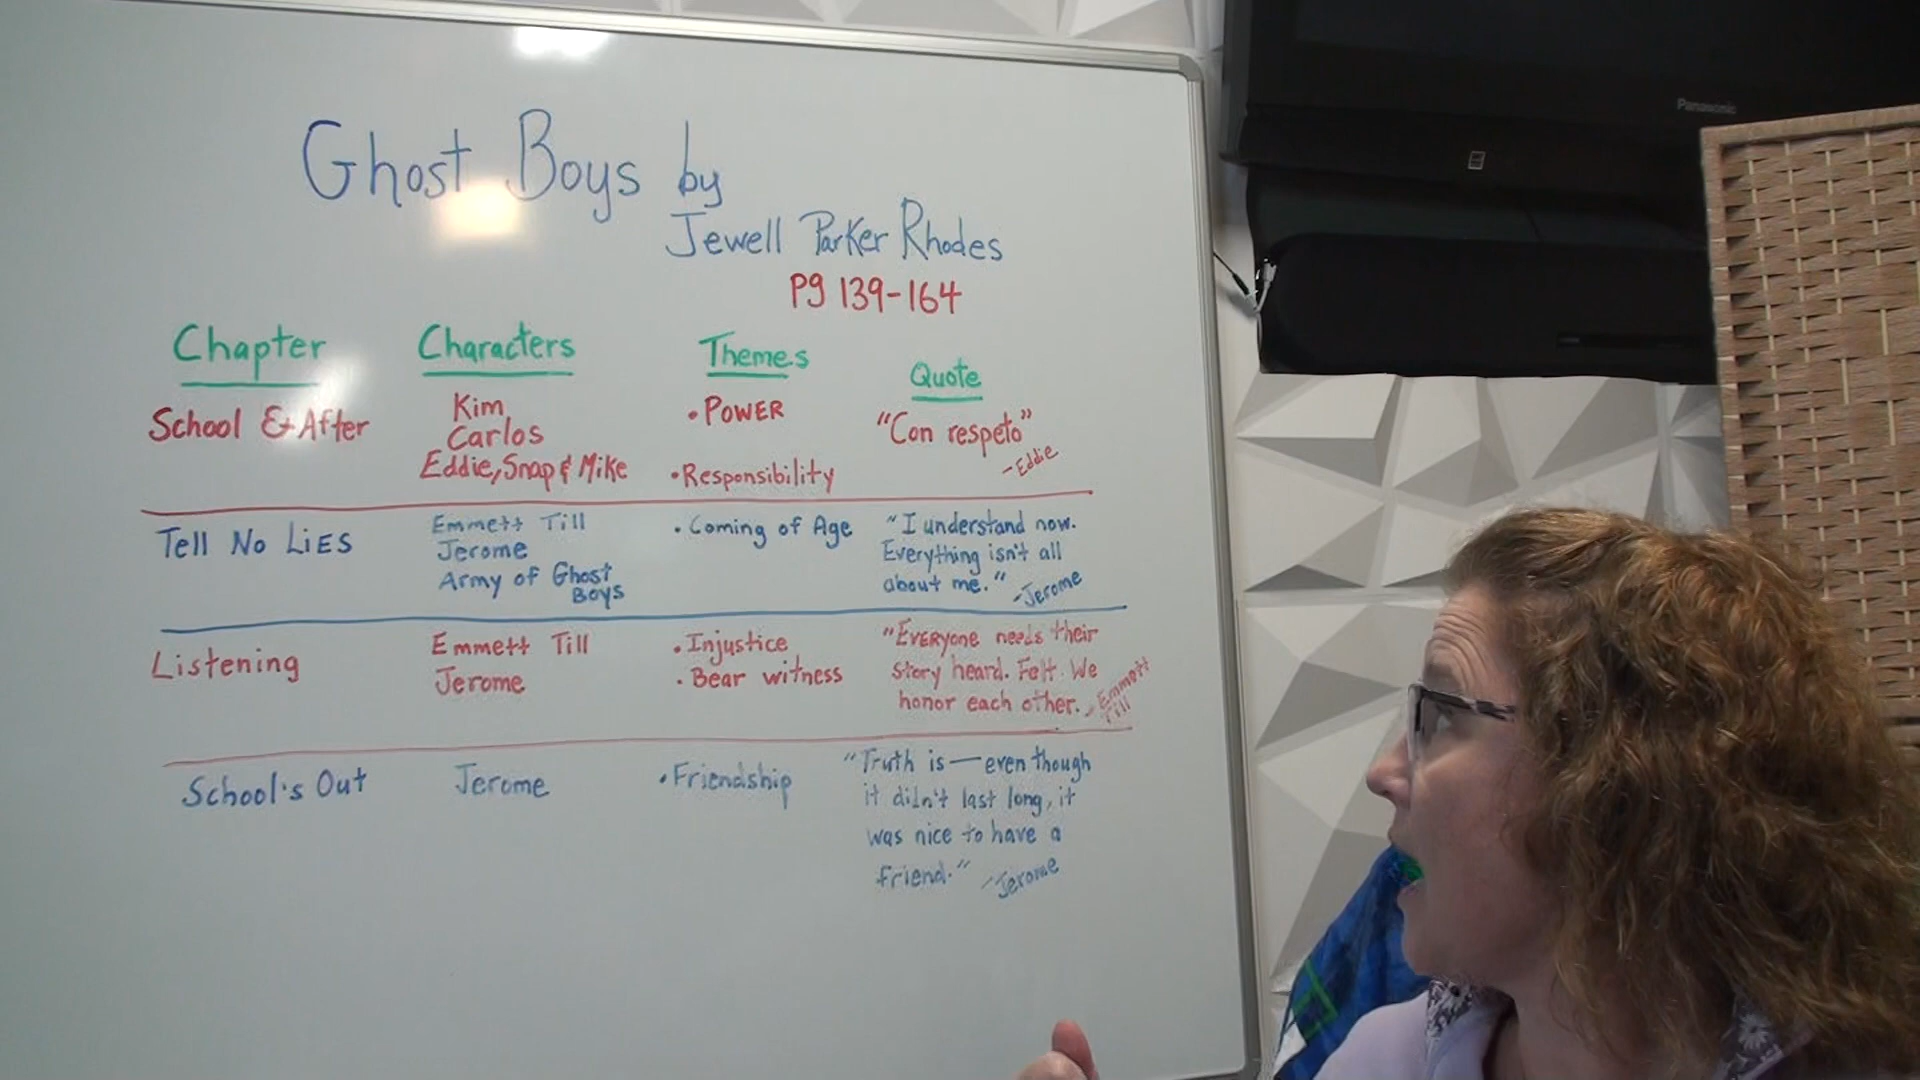 Ghost Boys by
Jewell Parker Rhodes
Pg 139-164
Chapter Characters Themes Quote
School & After
Kim
Carlos
Eddie, Snap & Mike
• POWER
• Responsibility
"Con respeto"
-Eddie
Tell No Lies
Emmett Till
Jerome
Army of Ghost
Boys
• Coming of Age
"I understand now.
Everything isn't all
about me." -Jerome
Listening
Emmett Till
Jerome
• Injustice
• Bear witness
"Everyone needs their
story heard. Felt. We
honor each other. -Emmett
Till
School's Out
Jerome
• Friendship
"Truth is—even though
it didn't last long, it
was nice to have a
friend." -Jerome
Panasonic